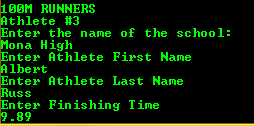 100M RUNNERS
Athlete #3
Enter the name of the school:
Mona High
Enter Athlete First Name
Albert
Enter Athlete Last Name
Russ
Enter Finishing Time
9.89